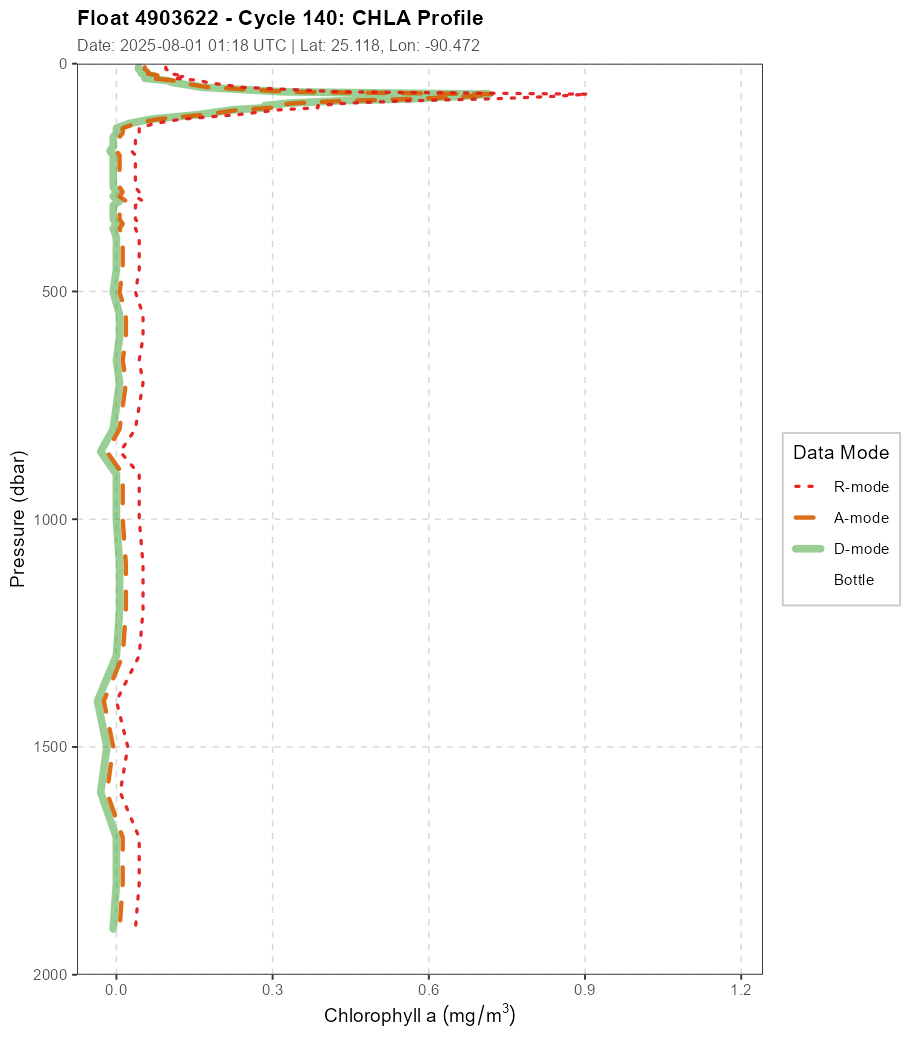 Float 4903622 - Cycle 140: CHLA Profile
Date: 2025-08-01 01:18 UTC | Lat: 25.118, Lon: -90.472
0
500
1000
1500
2000
Pressure (dbar)
0.0
0.3
0.6
0.9
1.2
Chlorophyll a (mg/m³)
Data Mode
R-mode
A-mode
D-mode
Bottle